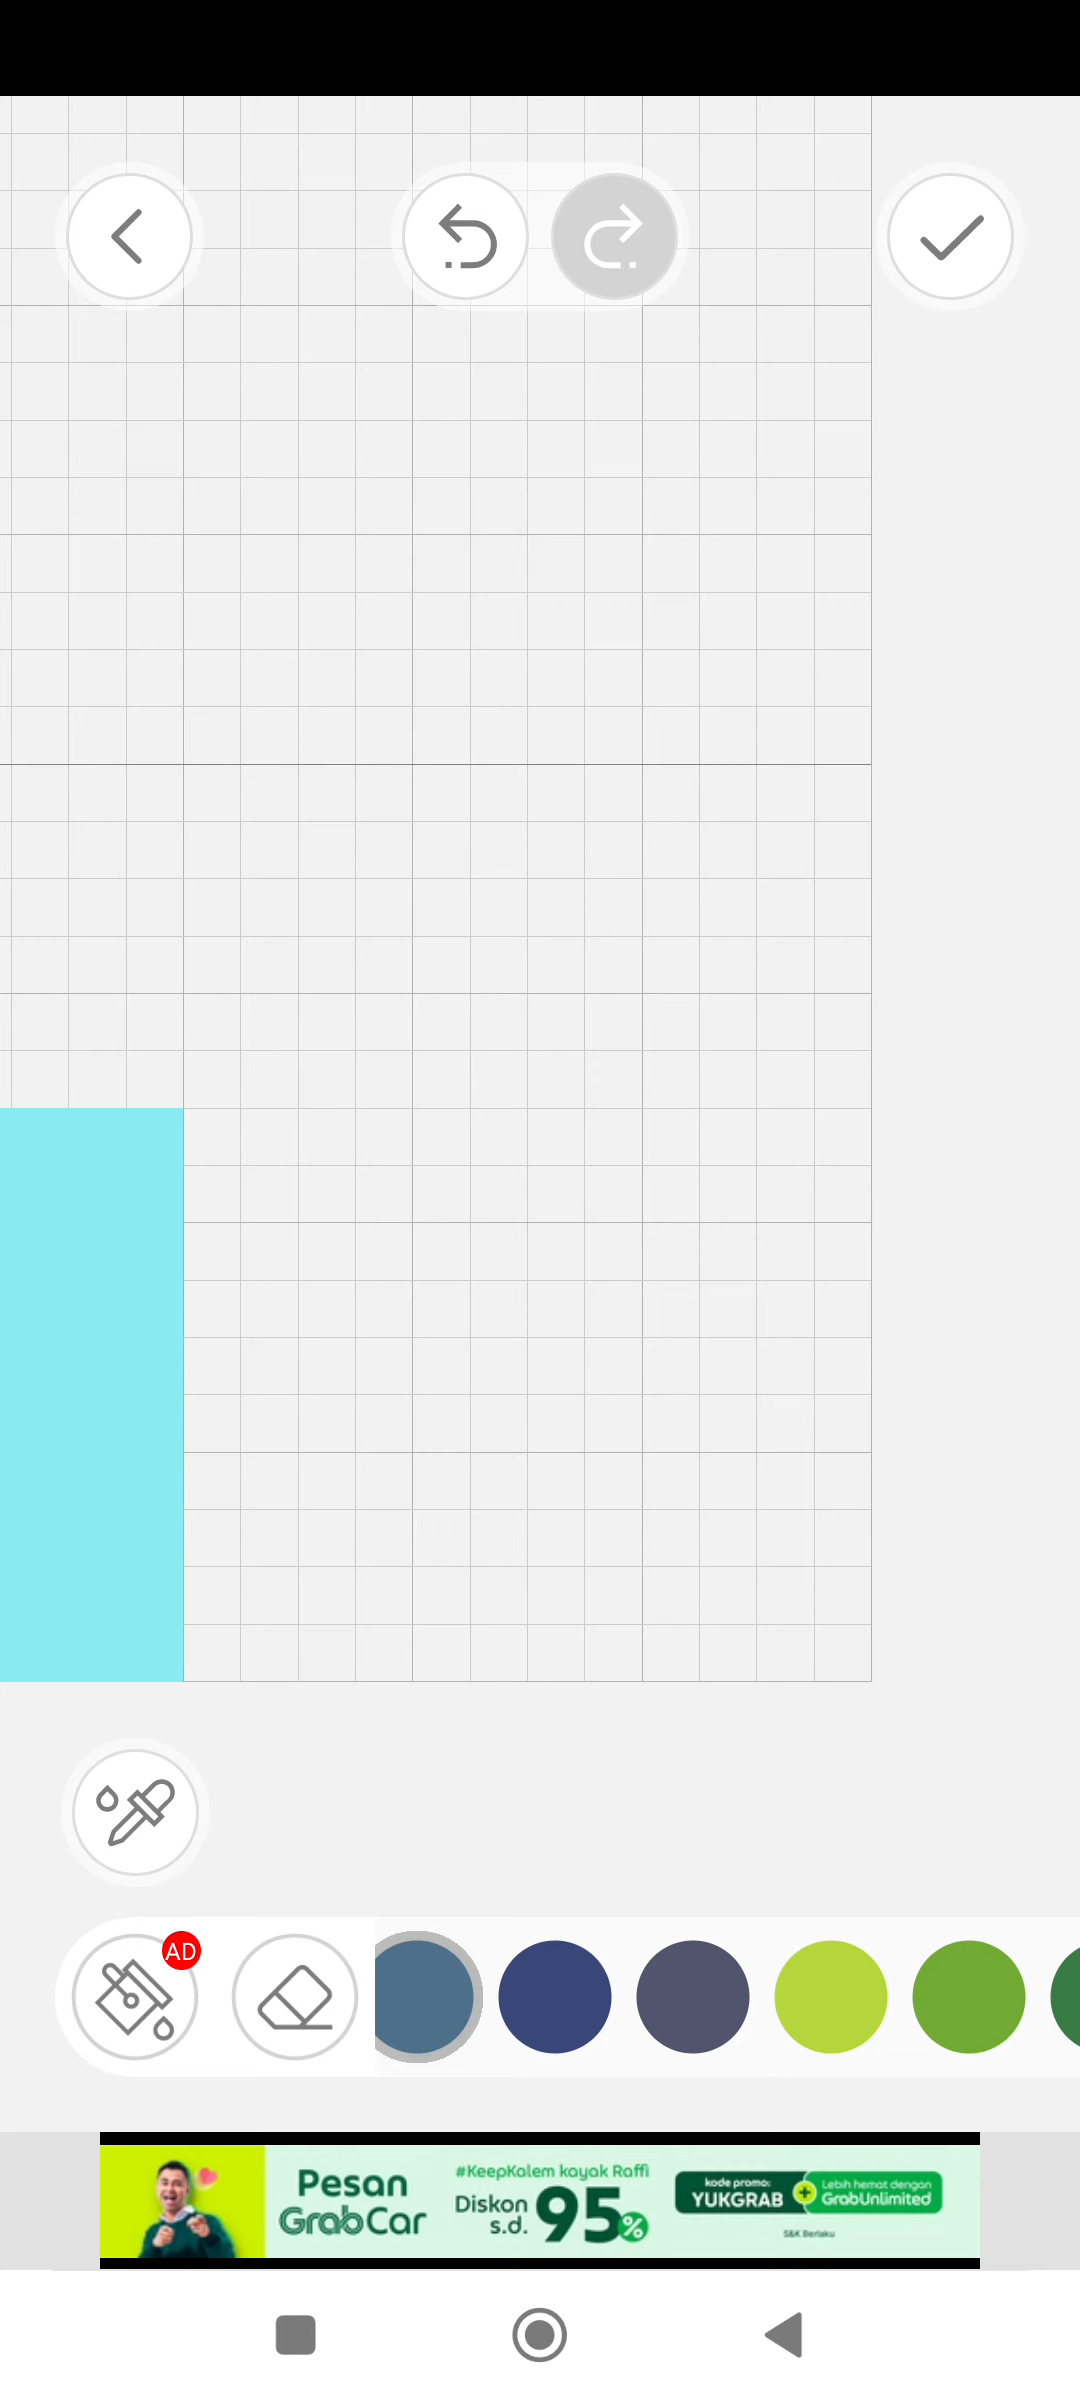 AD
Pesan
GrabCar
#KeepKalem kayak Raffi
Diskon
s.d. 95%
kode promo:
YUKGRAB
+
Lebih hemat dengan
GrabUnlimited
S&K Berlaku